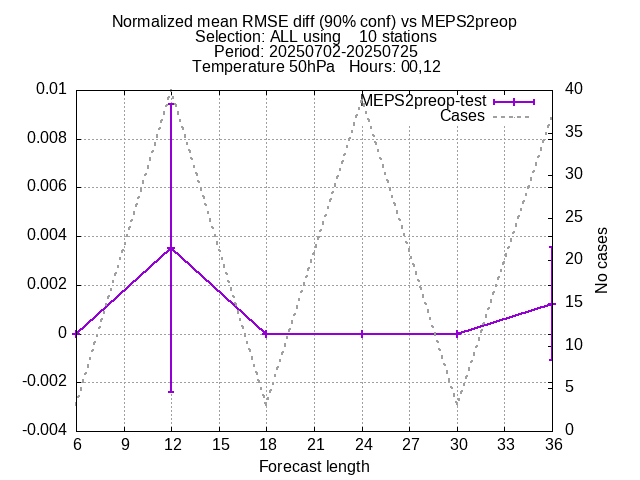 Normalized mean RMSE diff (90% conf) vs MEPS2preop
Selection: ALL using    10 stations
Period: 20250702-20250725
Temperature 50hPa   Hours: 00,12
MEPS2preop-test
Cases
0.01
0.008
0.006
0.004
0.002
0
-0.002
-0.004
40
35
30
25
20
15
10
5
0
No cases
6 9 12 15 18 21 24 27 30 33 36
Forecast length